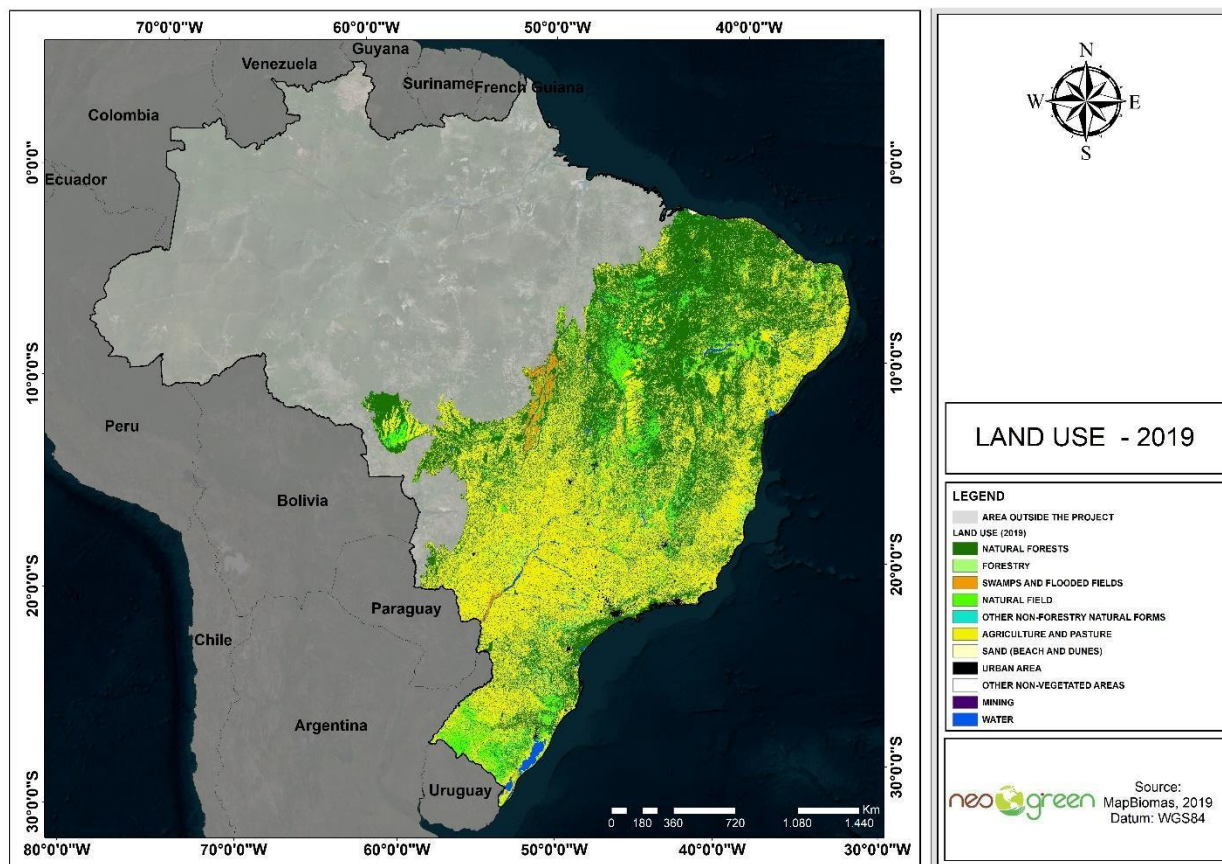 70°0'0"W
60°0'0"W
50°0'0"W
40°0'0"W
Guyana
Venezuela
Suriname
French Guiana
Colombia
Ecuador
Peru
Bolivia
Paraguay
Chile
Argentina
Uruguay
0°0'0"
10°0'0"S
20°0'0"S
30°0'0"S
0°0'0"
10°0'0"S
20°0'0"S
30°0'0"S
Km
0 180 360 720 1.080 1.440
80°0'0"W
70°0'0"W
60°0'0"W
50°0'0"W
40°0'0"W
30°0'0"W
N
W
E
S
LAND USE - 2019
LEGEND
AREA OUTSIDE THE PROJECT
LAND USE (2019)
NATURAL FORESTS
FORESTRY
SWAMPS AND FLOODED FIELDS
NATURAL FIELD
OTHER NON-FORESTRY NATURAL FORMS
AGRICULTURE AND PASTURE
SAND (BEACH AND DUNES)
URBAN AREA
OTHER NON-VEGETATED AREAS
MINING
WATER
neogreen
Source:
MapBiomas, 2019
Datum: WGS84